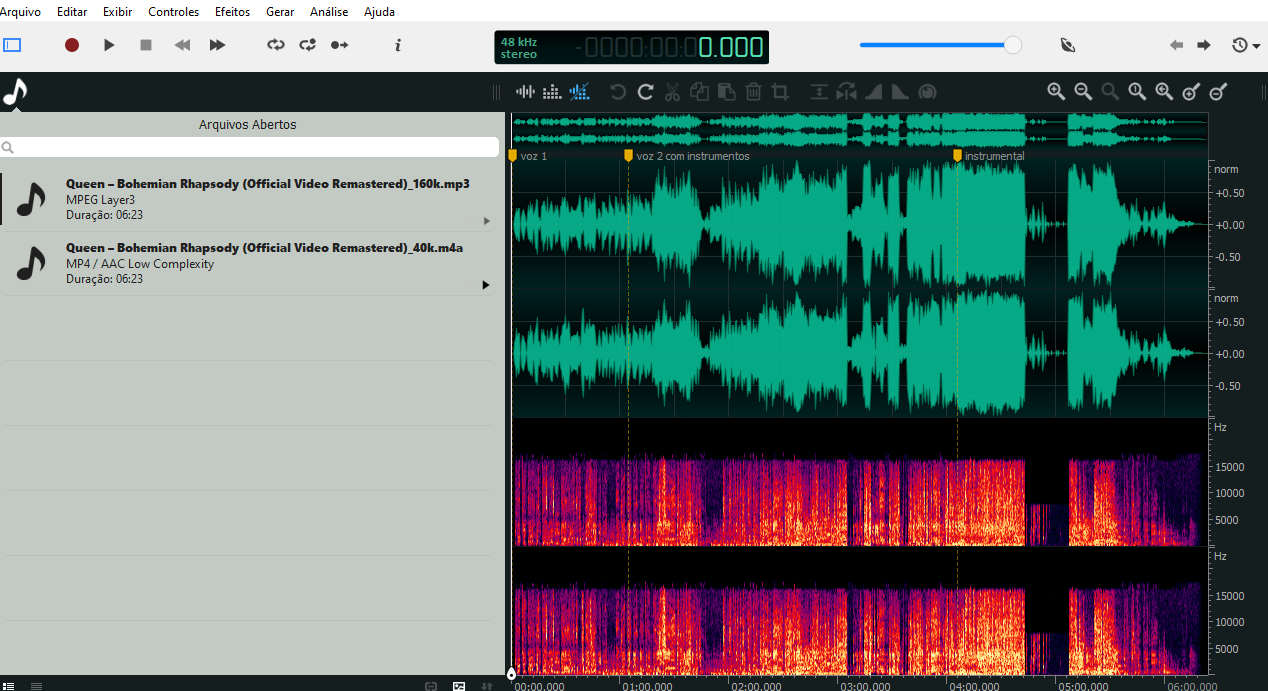 Arquivo Editar Exibir Controles Efeitos Gerar Análise Ajuda
48 kHz
stereo
-0000:00:00.000
Arquivos Abertos
Queen – Bohemian Rhapsody (Official Video Remastered)_160k.mp3
MPEG Layer3
Duração: 06:23
Queen – Bohemian Rhapsody (Official Video Remastered)_40k.m4a
MP4 / AAC Low Complexity
Duração: 06:23
voz 1 voz 2 com instrumentos instrumental
norm
+0.50
+0.00
-0.50
norm
+0.50
+0.00
-0.50
Hz
15000
10000
5000
Hz
15000
10000
5000
00:00.000 01:00.000 02:00.000 03:00.000 04:00.000 05:00.000 06:00.000